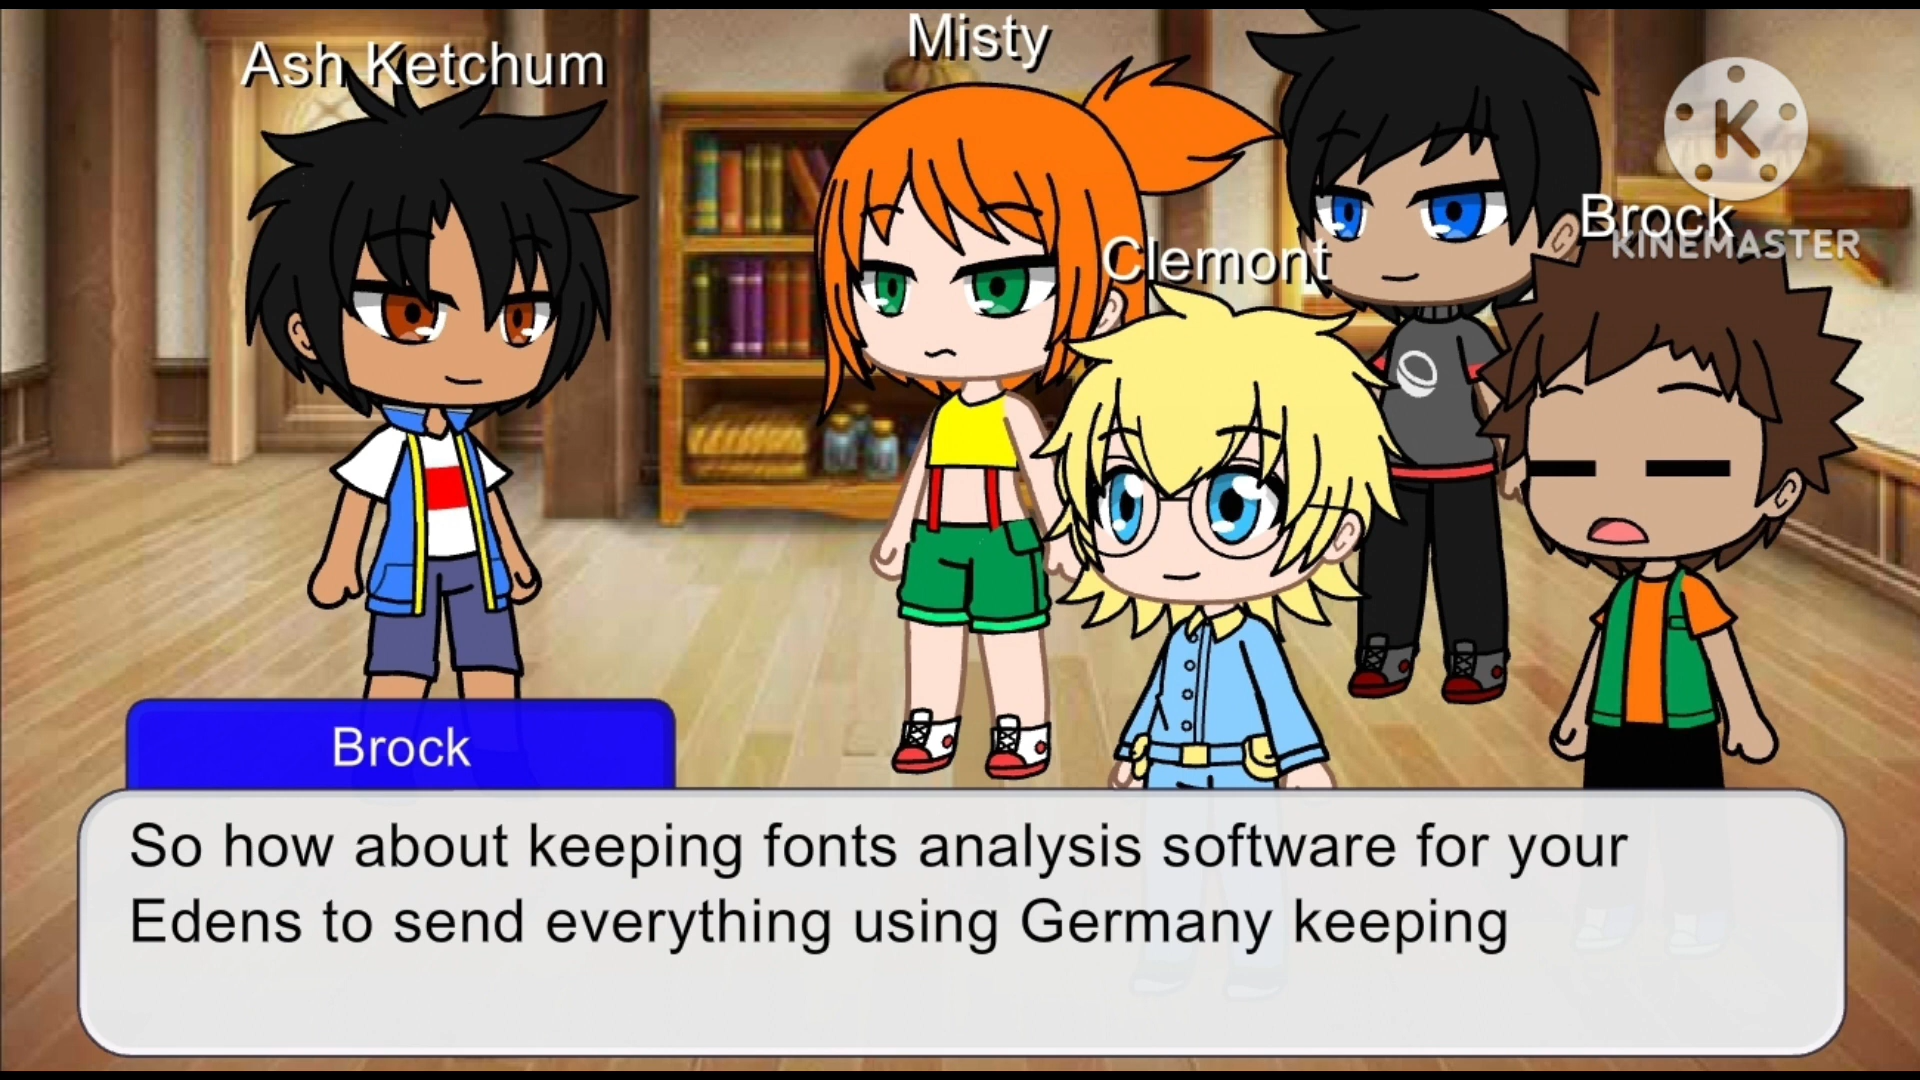 Ash Ketchum
Misty
K
Clemont
Brock
KINEMASTER
Brock
So how about keeping fonts analysis software for your
Edens to send everything using Germany keeping